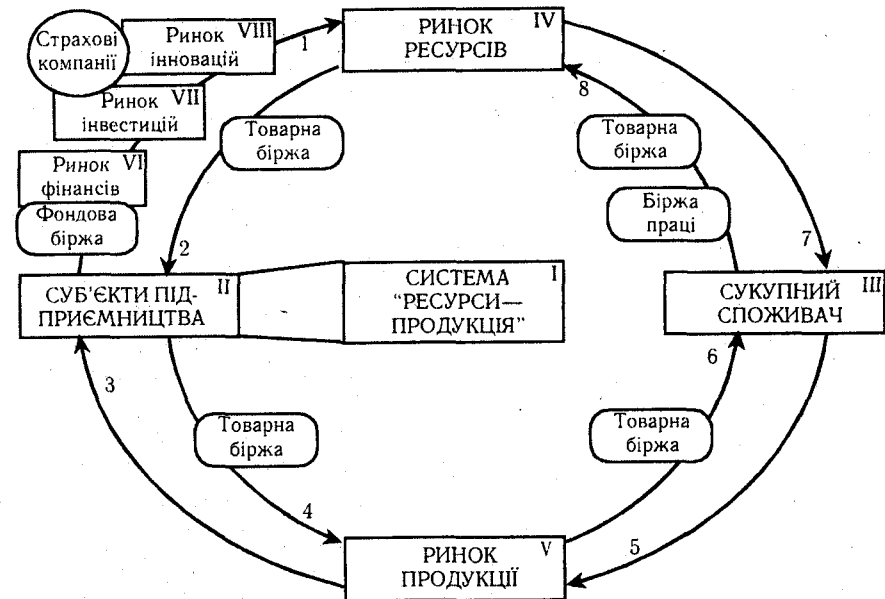 Страхові
компанії
Ринок VIII
інновацій
Ринок VII
інвестицій
Ринок VI
фінансів
Фондова
біржа
1
РИНОК IV
РЕСУРСІВ
8
Товарна
біржа
Товарна
біржа
Біржа
праці
2
7
СУБ’ЄКТИ ПІД- II
ПРИЄМНИЦТВА
СИСТЕМА I
“РЕСУРСИ—
ПРОДУКЦІЯ”
СУКУПНИЙ III
СПОЖИВАЧ
3
6
Товарна
біржа
Товарна
біржа
4
5
РИНОК V
ПРОДУКЦІЇ